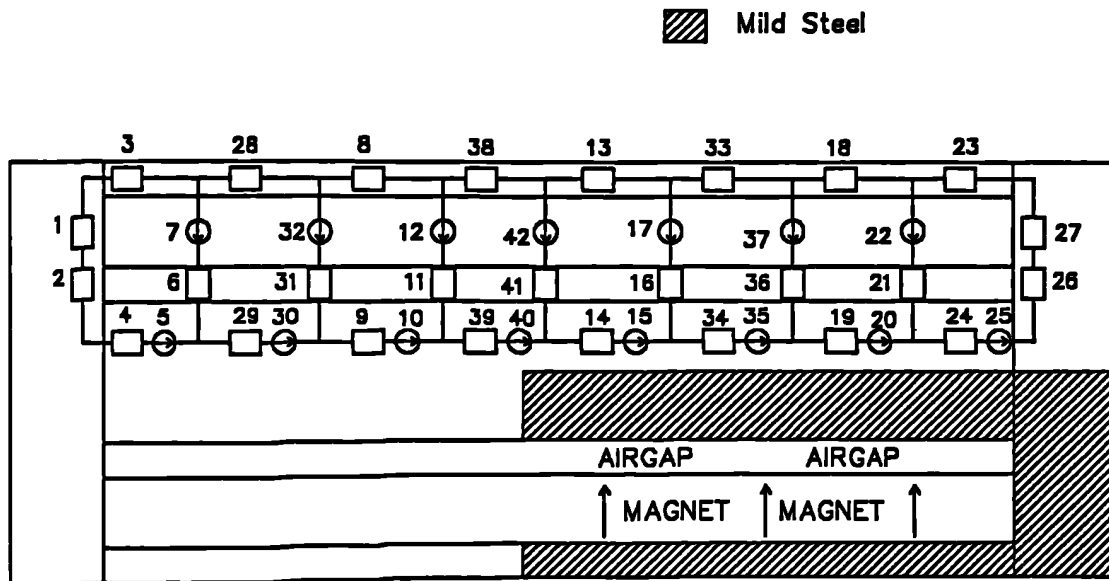 Mild Steel
3 28 8 38 13 33 18 23
1 7 32 12 42 17 37 22 27
2 6 31 11 41 16 36 21 26
4 5 29 30 9 10 39 40 14 15 34 35 19 20 24 25
AIRGAP AIRGAP
MAGNET MAGNET